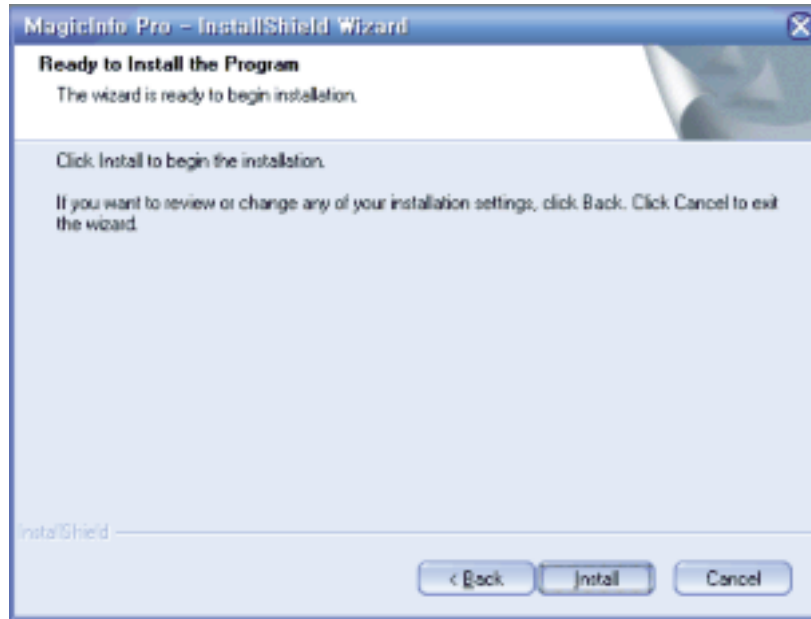 MagicInfo Pro - InstallShield Wizard
Ready to Install the Program
The wizard is ready to begin installation.
Click Install to begin the installation.
If you want to review or change any of your installation settings, click Back. Click Cancel to exit
the wizard.
InstallShield
< Back Install Cancel